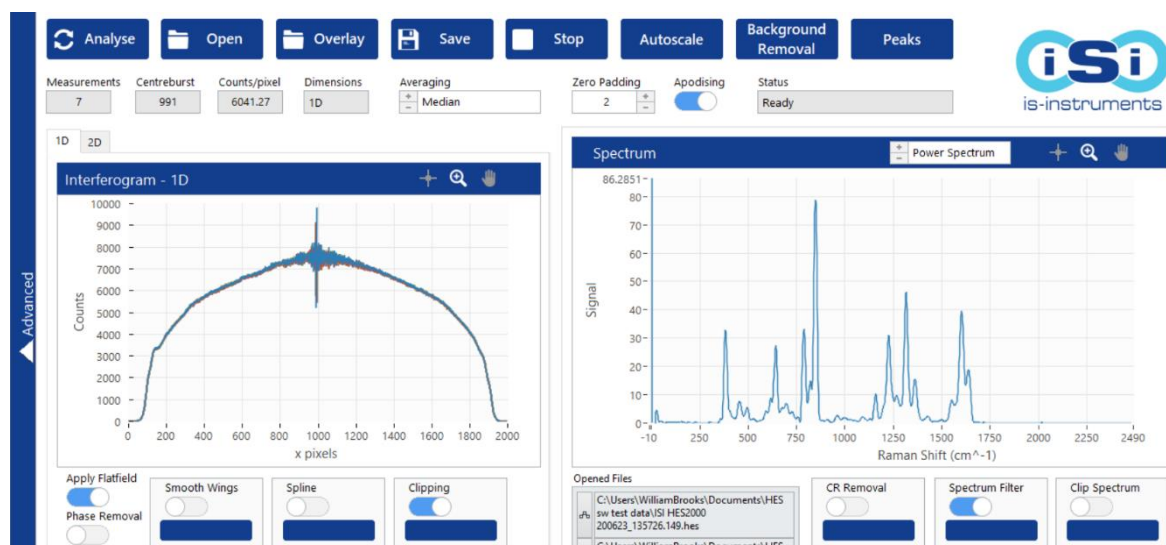 Analyse
Open
Overlay
Save
Stop
Autoscale
Background
Removal
Peaks
iSi
is-instruments
Measurements
Centreburst
Counts/pixel
Dimensions
Averaging
Zero Padding
Apodising
Status
7
991
6041.27
1D
Median
2
Ready
1D
2D
Interferogram - 1D
10000
9000
8000
7000
6000
5000
4000
3000
2000
1000
0
Counts
0
200
400
600
800
1000
1200
1400
1600
1800
2000
x pixels
Advanced
Spectrum
Power Spectrum
86.2851
80
70
60
50
40
30
20
10
0
Signal
-10
250
500
750
1000
1250
1500
1750
2000
2250
2490
Raman Shift (cm^-1)
Apply Flatfield
Phase Removal
Smooth Wings
Spline
Clipping
Opened Files
C:\Users\WilliamBrooks\Documents\HES
sw test data\ISI HES2000
200623_135726.149.hes
CR Removal
Spectrum Filter
Clip Spectrum